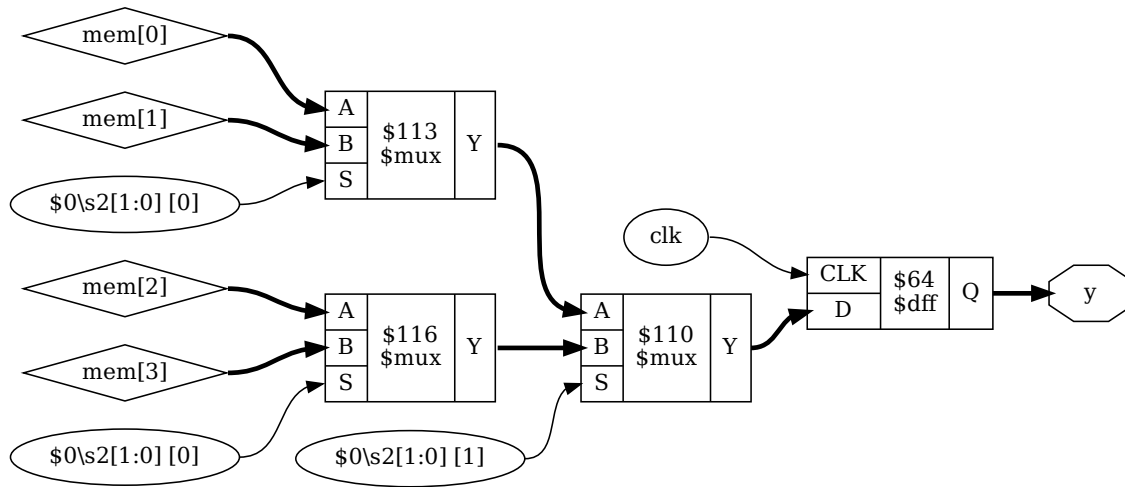 mem[0]
mem[1]
$0\s2[1:0] [0]
A
B
S
$113
$mux
Y
mem[2]
mem[3]
$0\s2[1:0] [0]
A
B
S
$116
$mux
Y
$0\s2[1:0] [1]
A
B
S
$110
$mux
Y
clk
CLK
D
$64
$dff
Q
y